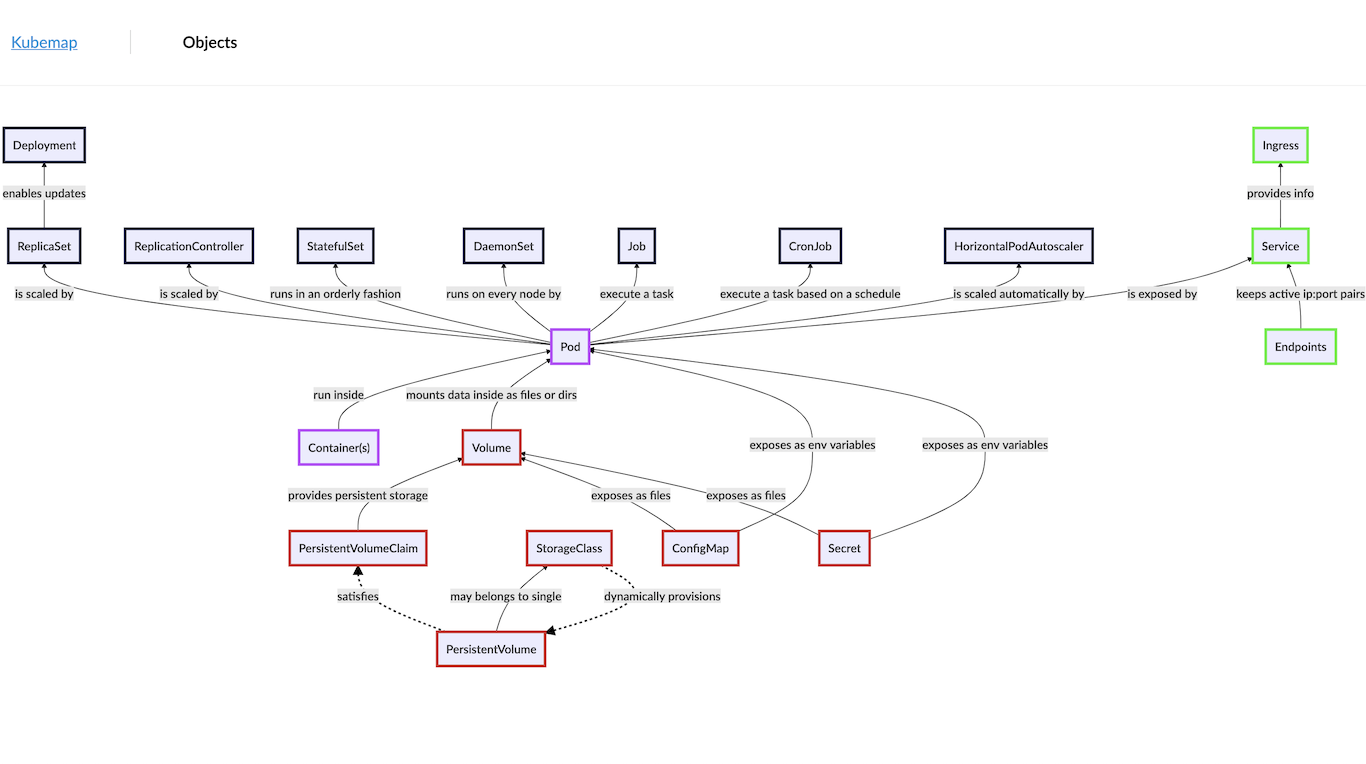 Kubemap
Objects
Deployment
Ingress
enables updates
provides info
ReplicaSet
ReplicationController
StatefulSet
DaemonSet
Job
CronJob
HorizontalPodAutoscaler
Service
is scaled by
is scaled by
runs in an orderly fashion
runs on every node by
execute a task
execute a task based on a schedule
is scaled automatically by
is exposed by
keeps active ip:port pairs
Pod
Endpoints
run inside
mounts data inside as files or dirs
Container(s)
Volume
exposes as env variables
exposes as env variables
provides persistent storage
exposes as files
exposes as files
PersistentVolumeClaim
StorageClass
ConfigMap
Secret
satisfies
may belongs to single
dynamically provisions
PersistentVolume